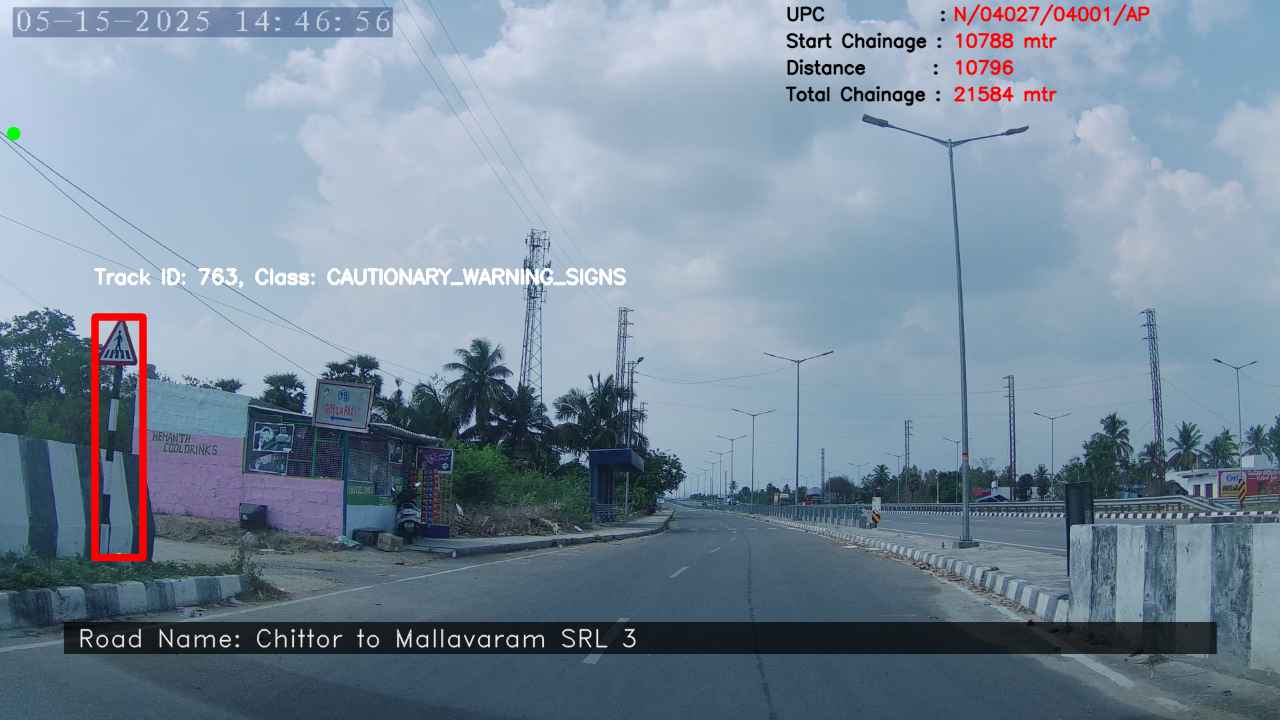 05-15-2025 14:46:56
UPC : N/04027/04001/AP
Start Chainage : 10788 mtr
Distance : 10796
Total Chainage : 21584 mtr
Track ID: 763, Class: CAUTIONARY_WARNING_SIGNS
HEMANTH
COOLDRINKS
Road Name: Chittor to Mallavaram SRL 3